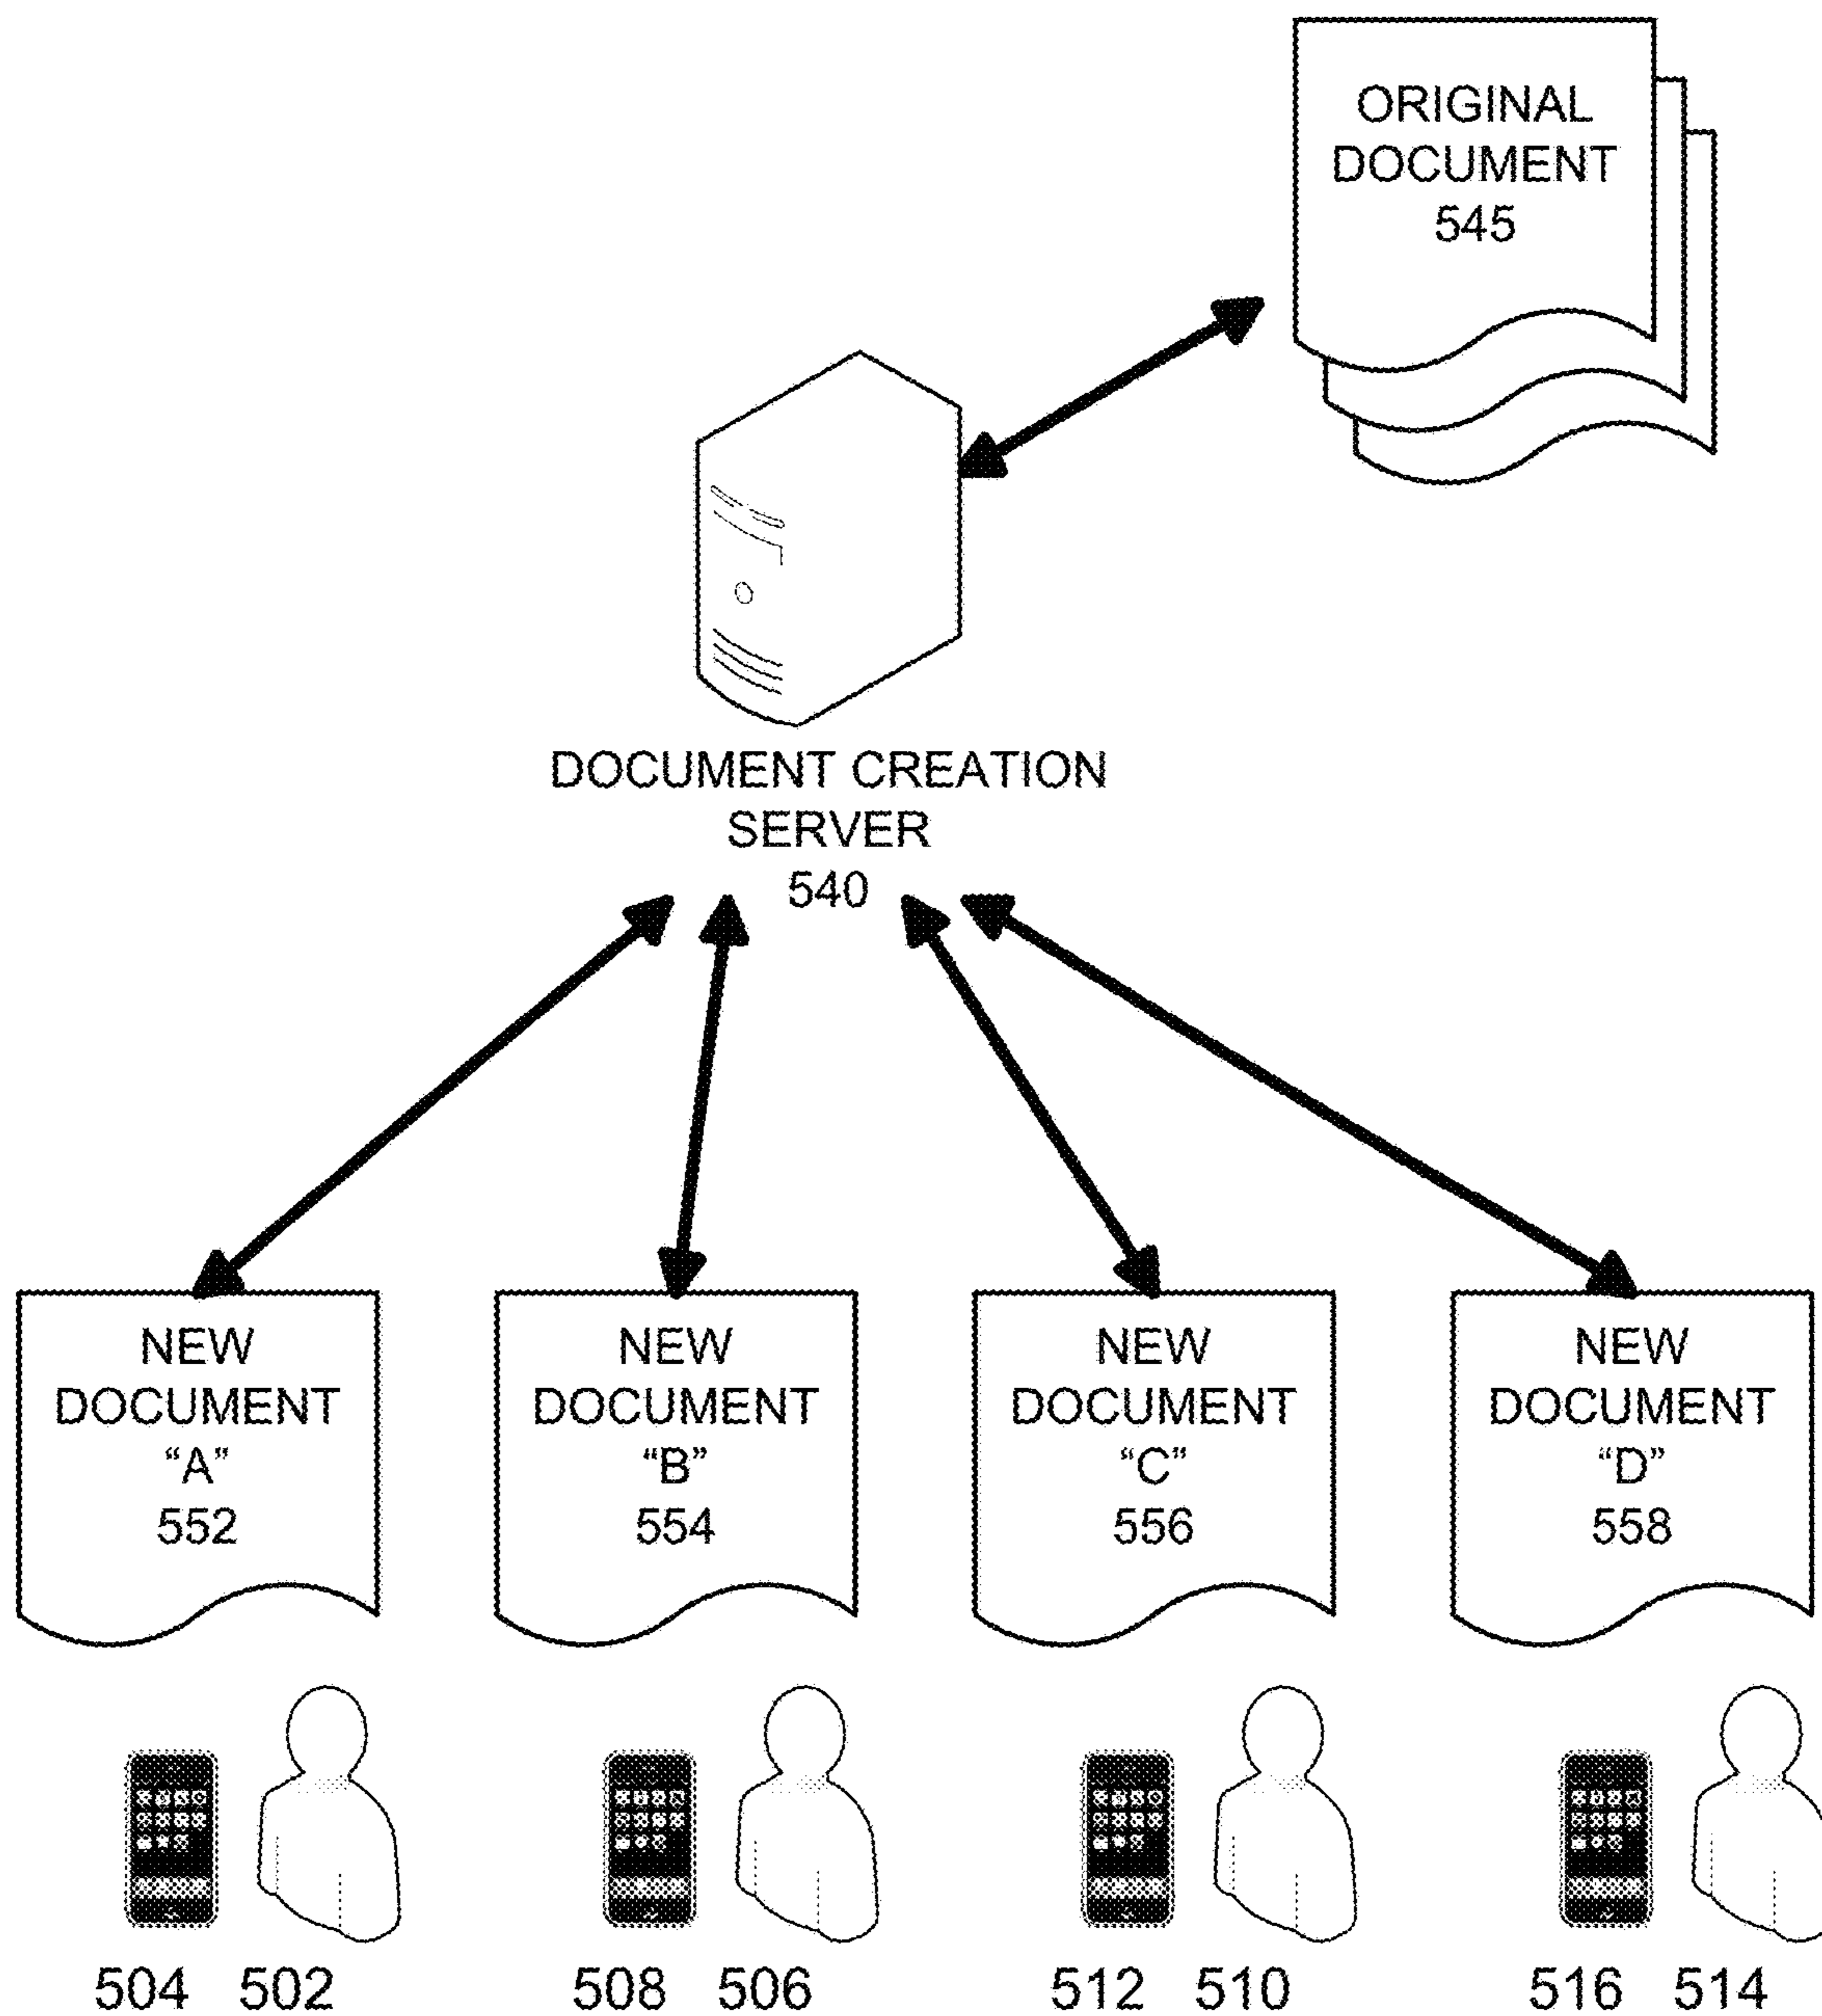 ORIGINAL
DOCUMENT
545
DOCUMENT CREATION
SERVER
540
NEW
DOCUMENT
“A”
552
NEW
DOCUMENT
“B”
554
NEW
DOCUMENT
“C”
556
NEW
DOCUMENT
“D”
558
504 502
508 506
512 510
516 514